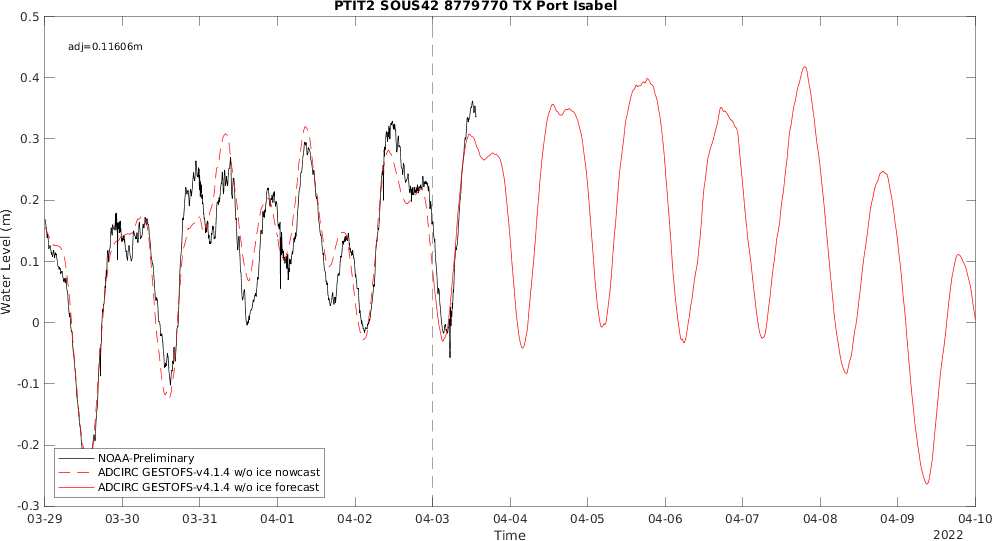 PTIT2 SOUS42 8779770 TX Port Isabel
adj=0.11606m
0.5
0.4
0.3
0.2
0.1
0
-0.1
-0.2
-0.3
Water Level (m)
NOAA-Preliminary
ADCIRC GESTOFS-v4.1.4 w/o ice nowcast
ADCIRC GESTOFS-v4.1.4 w/o ice forecast
03-29 03-30 03-31 04-01 04-02 04-03 04-04 04-05 04-06 04-07 04-08 04-09 04-10
Time
2022